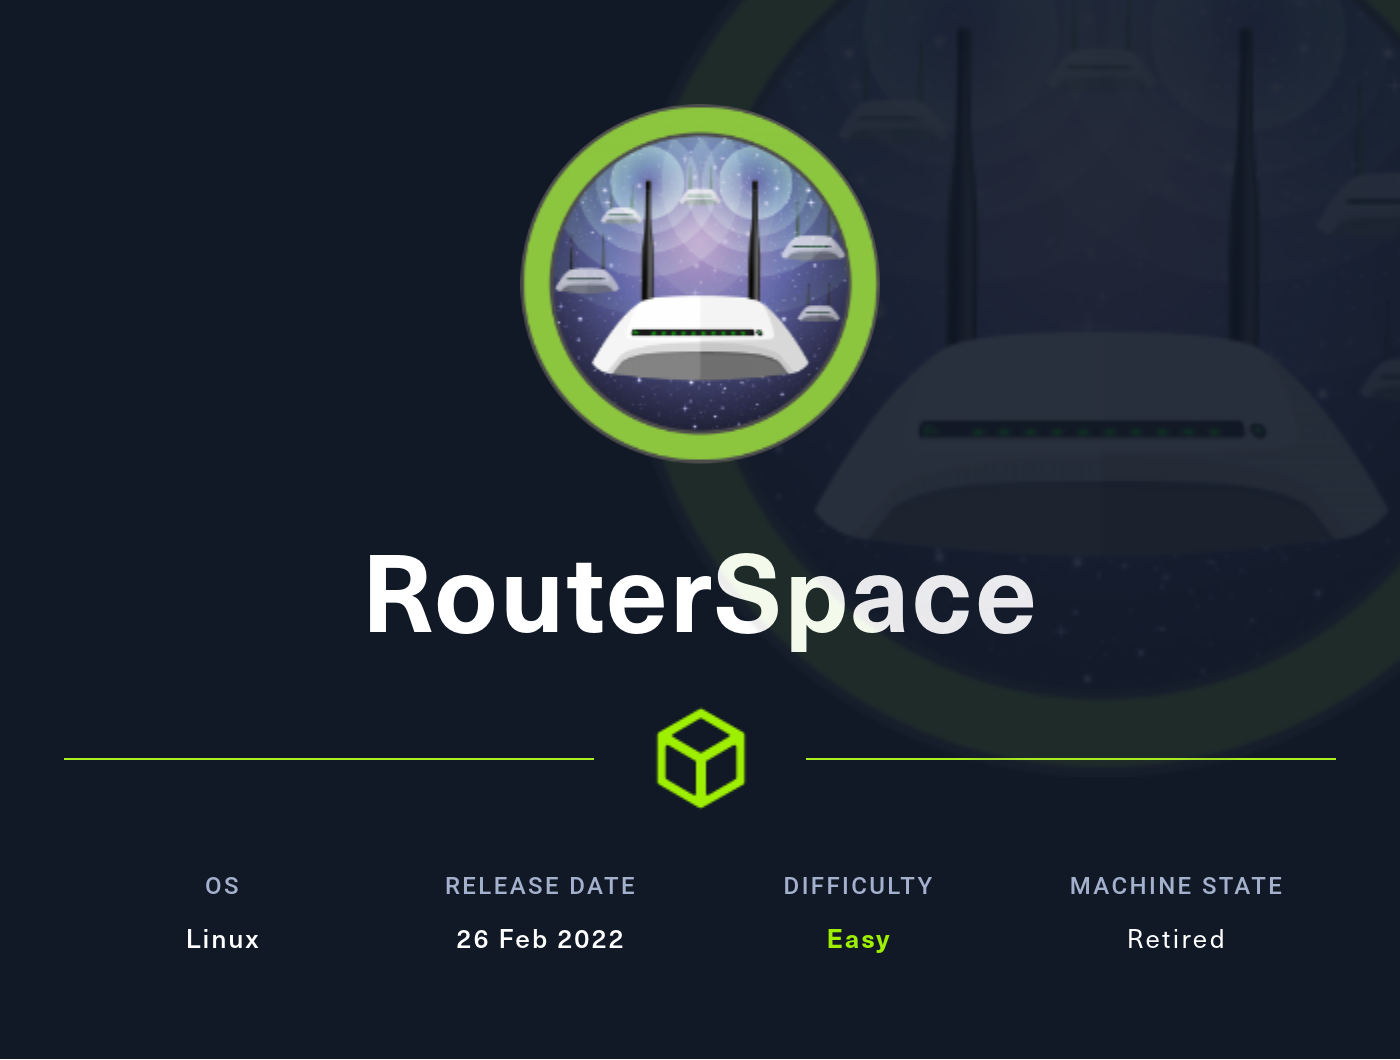 RouterSpace
OS
RELEASE DATE
DIFFICULTY
MACHINE STATE
Linux
26 Feb 2022
Easy
Retired